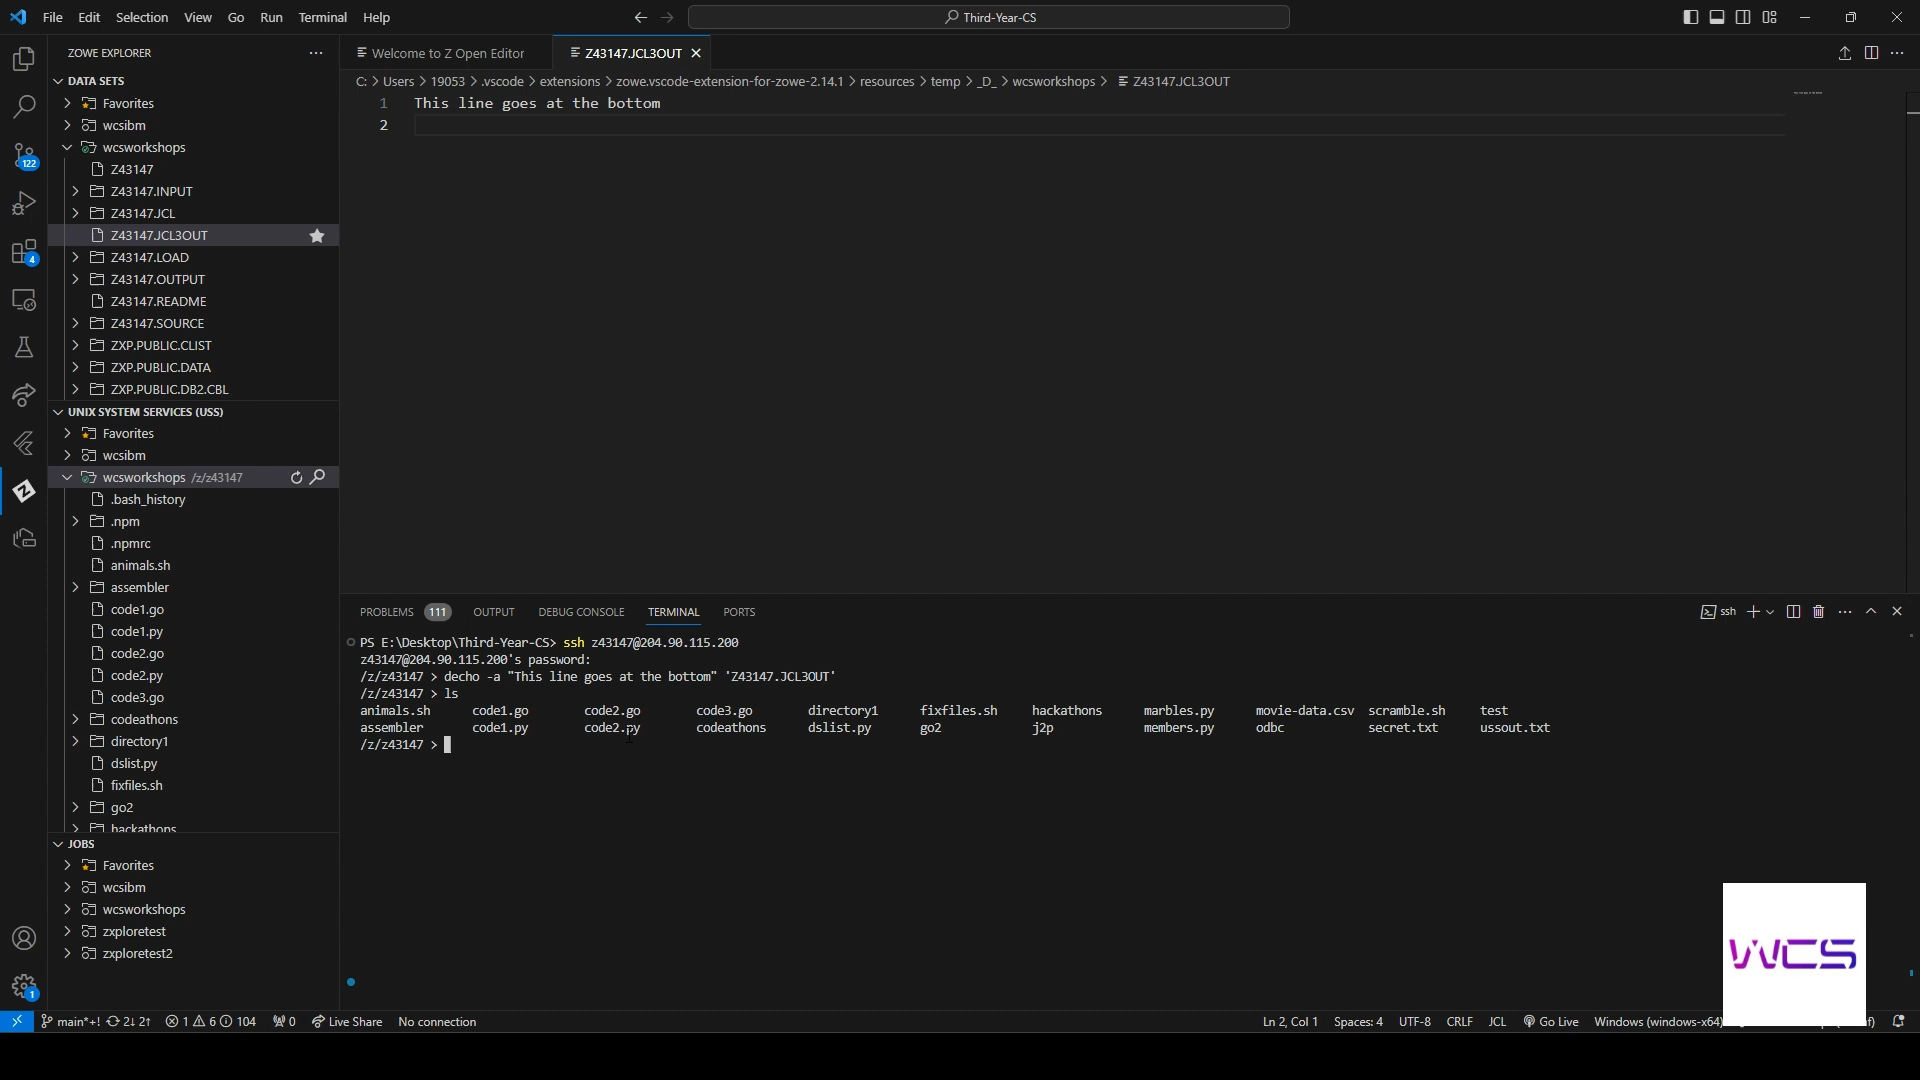 File Edit Selection View Go Run Terminal Help
Third-Year-CS
ZOWE EXPLORER
DATA SETS
Favorites
wcsibm
wcsworkshops
Z43147
Z43147.INPUT
Z43147.JCL
Z43147.JCL3OUT
Z43147.LOAD
Z43147.OUTPUT
Z43147.README
Z43147.SOURCE
ZXP.PUBLIC.CLIST
ZXP.PUBLIC.DATA
ZXP.PUBLIC.DB2.CBL
UNIX SYSTEM SERVICES (USS)
Favorites
wcsibm
wcsworkshops /z/z43147
.bash_history
.npm
.npmrc
animals.sh
assembler
code1.go
code1.py
code2.go
code2.py
code3.go
codeathons
directory1
dslist.py
fixfiles.sh
go2
hackathons
JOBS
Favorites
wcsibm
wcsworkshops
zxploretest
zxploretest2
122
4
1
Welcome to Z Open Editor
Z43147.JCL3OUT
C: > Users > 19053 > .vscode > extensions > zowe.vscode-extension-for-zowe-2.14.1 > resources > temp > _D_ > wcsworkshops > Z43147.JCL3OUT
1 This line goes at the bottom
2
PROBLEMS 111 OUTPUT DEBUG CONSOLE TERMINAL PORTS
ssh
PS E:\Desktop\Third-Year-CS> ssh z43147@204.90.115.200
z43147@204.90.115.200's password:
/z/z43147 > decho -a "This line goes at the bottom" 'Z43147.JCL3OUT'
/z/z43147 > ls
animals.sh code1.go code2.go code3.go directory1 fixfiles.sh hackathons marbles.py movie-data.csv scramble.sh test
assembler code1.py code2.py codeathons dslist.py go2 j2p members.py odbc secret.txt ussout.txt
/z/z43147 >
WCS
main*+! 2↓ 2↑ 1 6 104 0 Live Share No connection
Ln 2, Col 1 Spaces: 4 UTF-8 CRLF JCL Go Live Windows (windows-x64)